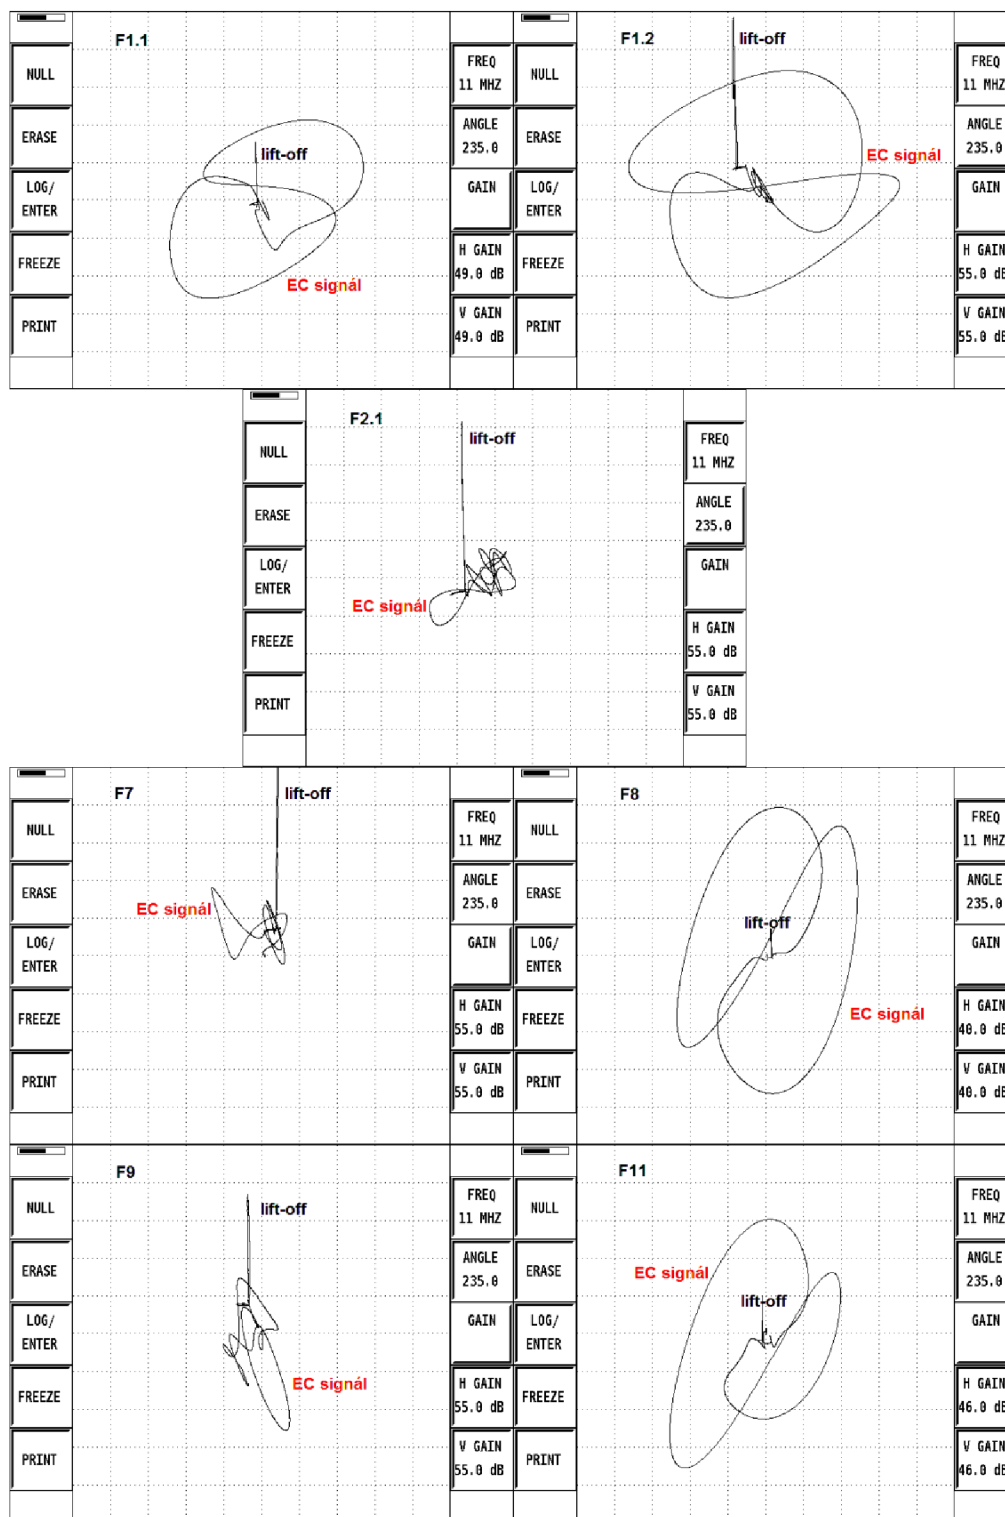 F1.1
lift-off
EC signál
NULL
ERASE
LOG/
ENTER
FREEZE
PRINT
FREQ
11 MHZ
ANGLE
235.0
GAIN
H GAIN
49.0 dB
V GAIN
49.0 dB
F1.2
lift-off
EC signál
NULL
ERASE
LOG/
ENTER
FREEZE
PRINT
FREQ
11 MHZ
ANGLE
235.0
GAIN
H GAIN
55.0 dB
V GAIN
55.0 dB
F2.1
lift-off
EC signál
NULL
ERASE
LOG/
ENTER
FREEZE
PRINT
FREQ
11 MHZ
ANGLE
235.0
GAIN
H GAIN
55.0 dB
V GAIN
55.0 dB
F7
lift-off
EC signál
NULL
ERASE
LOG/
ENTER
FREEZE
PRINT
FREQ
11 MHZ
ANGLE
235.0
GAIN
H GAIN
55.0 dB
V GAIN
55.0 dB
F8
lift-off
EC signál
NULL
ERASE
LOG/
ENTER
FREEZE
PRINT
FREQ
11 MHZ
ANGLE
235.0
GAIN
H GAIN
40.0 dB
V GAIN
40.0 dB
F9
lift-off
EC signál
NULL
ERASE
LOG/
ENTER
FREEZE
PRINT
FREQ
11 MHZ
ANGLE
235.0
GAIN
H GAIN
55.0 dB
V GAIN
55.0 dB
F11
EC signál
lift-off
NULL
ERASE
LOG/
ENTER
FREEZE
PRINT
FREQ
11 MHZ
ANGLE
235.0
GAIN
H GAIN
46.0 dB
V GAIN
46.0 dB